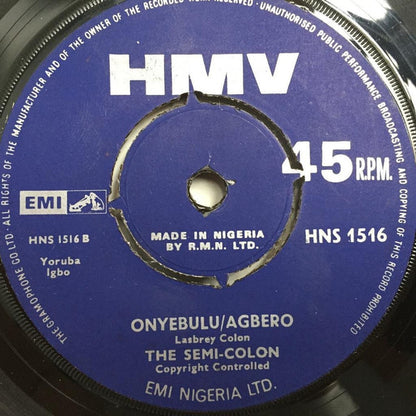 ALL RIGHTS OF THE MANUFACTURER AND OF THE OWNER OF THE RECORDED WORK RESERVED · UNAUTHORISED PUBLIC PERFORMANCE BROADCASTING AND COPYING OF THIS RECORD PROHIBITED
THE GRAMOPHONE CO LTD.
HMV
45 R.P.M.
EMI
MADE IN NIGERIA
BY R.M.N. LTD.
HNS 1516 B
HNS 1516
Yoruba
Igbo
ONYEBULU/AGBERO
Lasbrey Colon
THE SEMI-COLON
Copyright Controlled
EMI NIGERIA LTD.